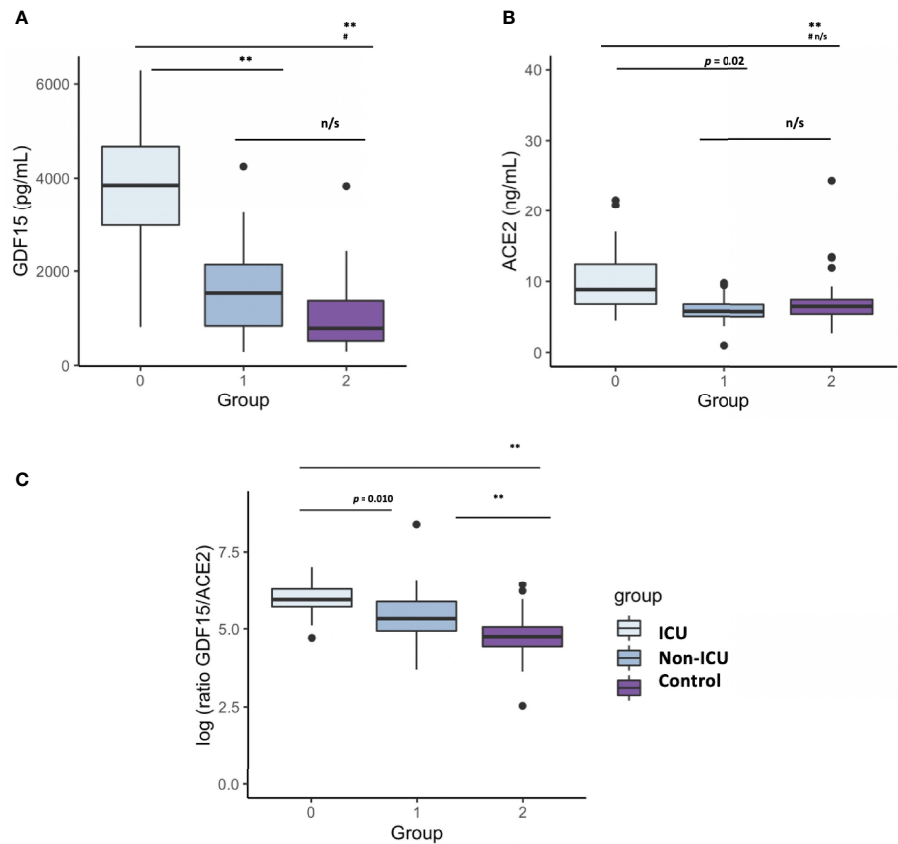 A
**
#
**
n/s
6000
4000
2000
0
GDF15 (pg/mL)
0 1 2
Group
B
**
# n/s
p = 0.02
n/s
40
30
20
10
0
ACE2 (ng/mL)
0 1 2
Group
C
**
p = 0.010
**
7.5
5.0
2.5
0.0
log (ratio GDF15/ACE2)
0 1 2
Group
group
ICU
Non-ICU
Control